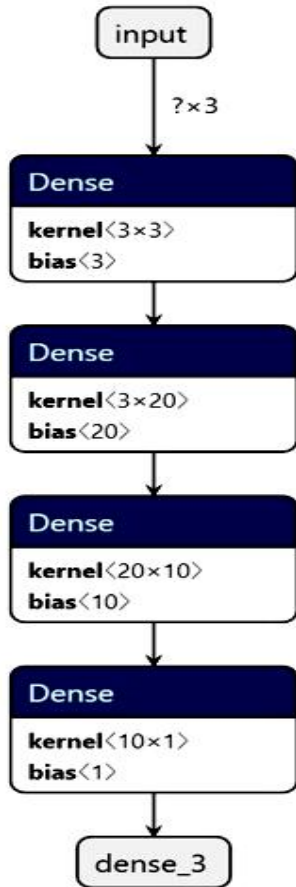 input
?×3
Dense
kernel⟨3×3⟩
bias⟨3⟩
Dense
kernel⟨3×20⟩
bias⟨20⟩
Dense
kernel⟨20×10⟩
bias⟨10⟩
Dense
kernel⟨10×1⟩
bias⟨1⟩
dense_3